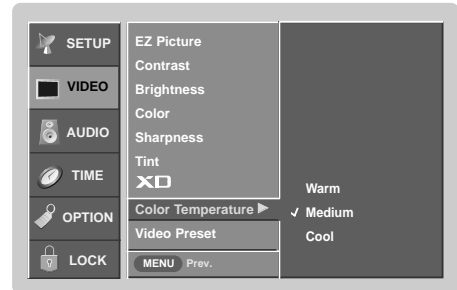 SETUP
VIDEO
AUDIO
TIME
OPTION
LOCK
EZ Picture
Contrast
Brightness
Color
Sharpness
Tint
XD
Color Temperature ▶
Video Preset
MENU Prev.
Warm
✓ Medium
Cool